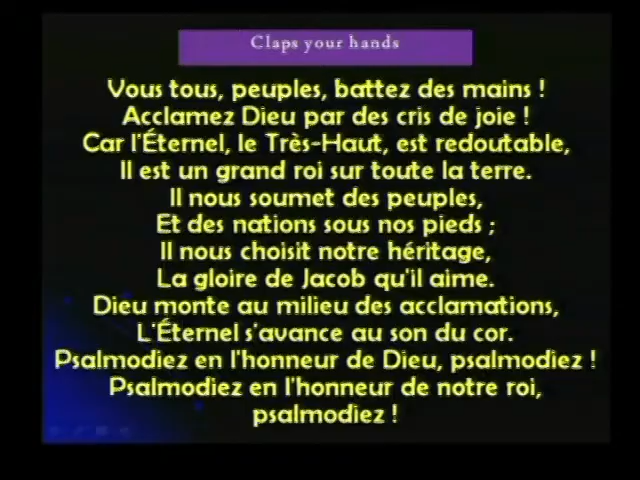 Claps your hands
Vous tous, peuples, battez des mains !
Acclamez Dieu par des cris de joie !
Car l'Éternel, le Très-Haut, est redoutable,
Il est un grand roi sur toute la terre.
Il nous soumet des peuples,
Et des nations sous nos pieds ;
Il nous choisit notre héritage,
La gloire de Jacob qu'il aime.
Dieu monte au milieu des acclamations,
L'Éternel s'avance au son du cor.
Psalmodiez en l'honneur de Dieu, psalmodiez !
Psalmodiez en l'honneur de notre roi,
psalmodiez !